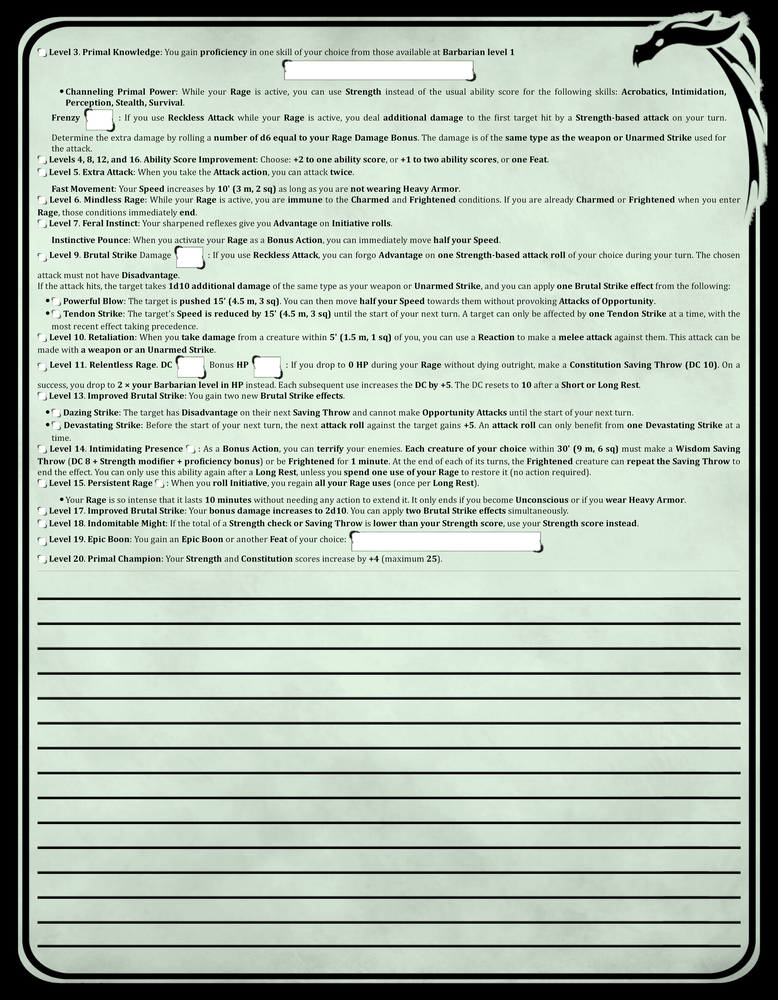 Level 3. Primal Knowledge: You gain proficiency in one skill of your choice from those available at Barbarian level 1
• Channeling Primal Power: While your Rage is active, you can use Strength instead of the usual ability score for the following skills: Acrobatics, Intimidation,
Perception, Stealth, Survival.
Frenzy : If you use Reckless Attack while your Rage is active, you deal additional damage to the first target hit by a Strength-based attack on your turn.
Determine the extra damage by rolling a number of d6 equal to your Rage Damage Bonus. The damage is of the same type as the weapon or Unarmed Strike used for
the attack.
Levels 4, 8, 12, and 16. Ability Score Improvement: Choose: +2 to one ability score, or +1 to two ability scores, or one Feat.
Level 5. Extra Attack: When you take the Attack action, you can attack twice.
Fast Movement: Your Speed increases by 10' (3 m, 2 sq) as long as you are not wearing Heavy Armor.
Level 6. Mindless Rage: While your Rage is active, you are immune to the Charmed and Frightened conditions. If you are already Charmed or Frightened when you enter
Rage, those conditions immediately end.
Level 7. Feral Instinct: Your sharpened reflexes give you Advantage on Initiative rolls.
Instinctive Pounce: When you activate your Rage as a Bonus Action, you can immediately move half your Speed.
Level 9. Brutal Strike Damage : If you use Reckless Attack, you can forgo Advantage on one Strength-based attack roll of your choice during your turn. The chosen
attack must not have Disadvantage.
If the attack hits, the target takes 1d10 additional damage of the same type as your weapon or Unarmed Strike, and you can apply one Brutal Strike effect from the following:
• Powerful Blow: The target is pushed 15' (4.5 m, 3 sq). You can then move half your Speed towards them without provoking Attacks of Opportunity.
• Tendon Strike: The target's Speed is reduced by 15' (4.5 m, 3 sq) until the start of your next turn. A target can only be affected by one Tendon Strike at a time, with the
most recent effect taking precedence.
Level 10. Retaliation: When you take damage from a creature within 5' (1.5 m, 1 sq) of you, you can use a Reaction to make a melee attack against them. This attack can be
made with a weapon or an Unarmed Strike.
Level 11. Relentless Rage. DC Bonus HP : If you drop to 0 HP during your Rage without dying outright, make a Constitution Saving Throw (DC 10). On a
success, you drop to 2 × your Barbarian level in HP instead. Each subsequent use increases the DC by +5. The DC resets to 10 after a Short or Long Rest.
Level 13. Improved Brutal Strike: You gain two new Brutal Strike effects.
• Dazing Strike: The target has Disadvantage on their next Saving Throw and cannot make Opportunity Attacks until the start of your next turn.
• Devastating Strike: Before the start of your next turn, the next attack roll against the target gains +5. An attack roll can only benefit from one Devastating Strike at a
time.
Level 14. Intimidating Presence : As a Bonus Action, you can terrify your enemies. Each creature of your choice within 30' (9 m, 6 sq) must make a Wisdom Saving
Throw (DC 8 + Strength modifier + proficiency bonus) or be Frightened for 1 minute. At the end of each of its turns, the Frightened creature can repeat the Saving Throw to
end the effect. You can only use this ability again after a Long Rest, unless you spend one use of your Rage to restore it (no action required).
Level 15. Persistent Rage : When you roll Initiative, you regain all your Rage uses (once per Long Rest).
• Your Rage is so intense that it lasts 10 minutes without needing any action to extend it. It only ends if you become Unconscious or if you wear Heavy Armor.
Level 17. Improved Brutal Strike: Your bonus damage increases to 2d10. You can apply two Brutal Strike effects simultaneously.
Level 18. Indomitable Might: If the total of a Strength check or Saving Throw is lower than your Strength score, use your Strength score instead.
Level 19. Epic Boon: You gain an Epic Boon or another Feat of your choice:
Level 20. Primal Champion: Your Strength and Constitution scores increase by +4 (maximum 25).